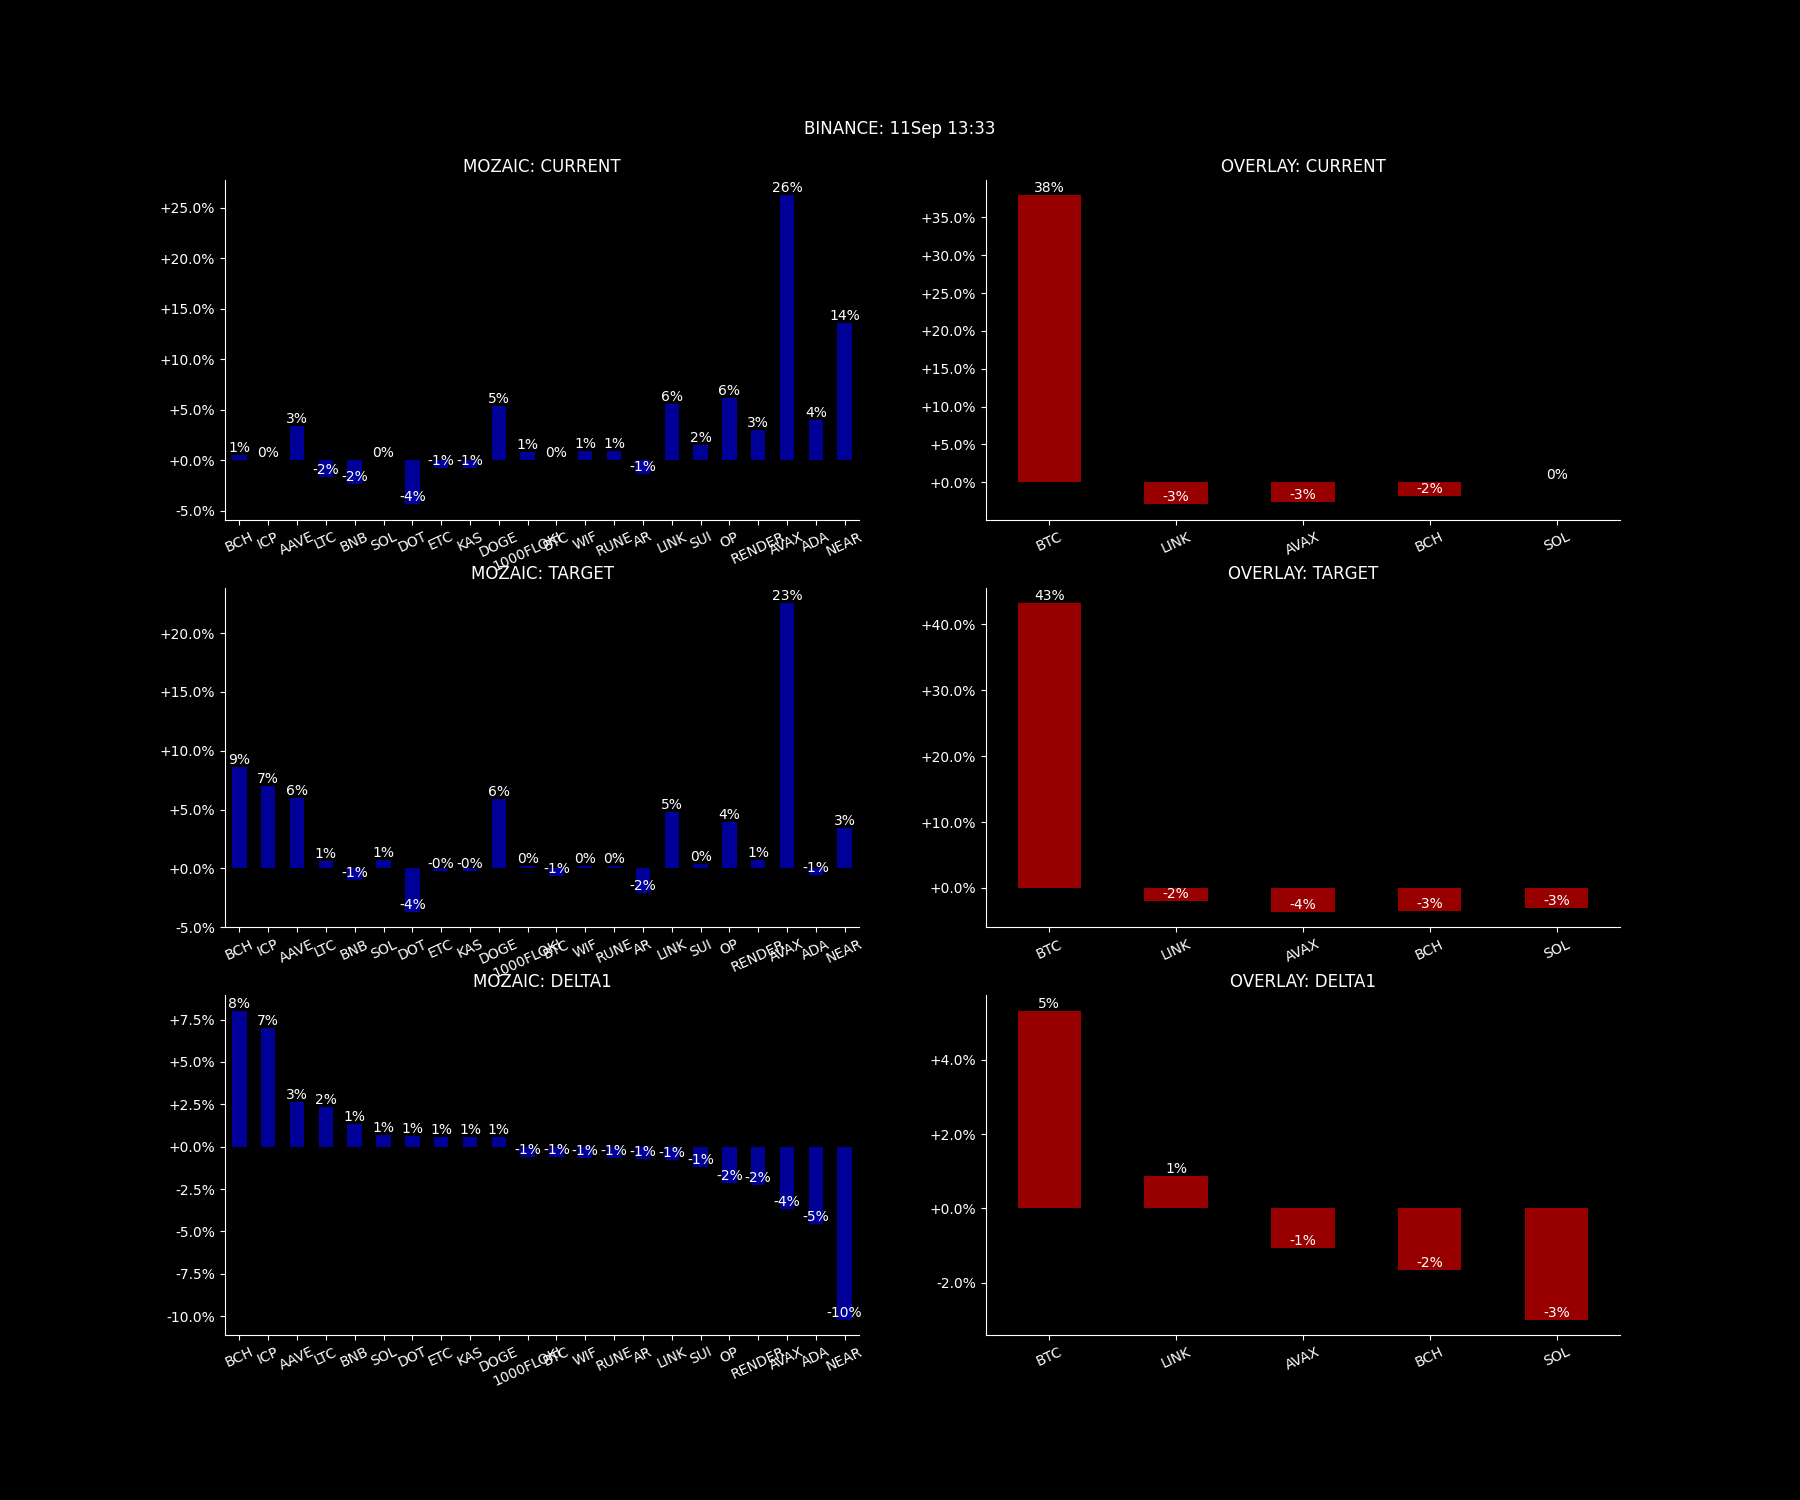 BINANCE: 11Sep 13:33
MOZAIC: CURRENT
+25.0%
+20.0%
+15.0%
+10.0%
+5.0%
+0.0%
-5.0%
1% 0% 3% -2% -2% 0% -4% -1% -1% 5% 1% 0% 1% 1% -1% 6% 2% 6% 3% 26% 4% 14%
BCH ICP AAVE LTC BNB SOL DOT ETC KAS DOGE 1000FLOKI BTC WIF RUNE AR LINK SUI OP RENDER AVAX ADA NEAR
OVERLAY: CURRENT
+35.0%
+30.0%
+25.0%
+20.0%
+15.0%
+10.0%
+5.0%
+0.0%
38% -3% -3% -2% 0%
BTC LINK AVAX BCH SOL
MOZAIC: TARGET
+20.0%
+15.0%
+10.0%
+5.0%
+0.0%
-5.0%
9% 7% 6% 1% -1% 1% -4% -0% -0% 6% 0% -1% 0% 0% -2% 5% 0% 4% 1% 23% -1% 3%
BCH ICP AAVE LTC BNB SOL DOT ETC KAS DOGE 1000FLOKI BTC WIF RUNE AR LINK SUI OP RENDER AVAX ADA NEAR
OVERLAY: TARGET
+40.0%
+30.0%
+20.0%
+10.0%
+0.0%
43% -2% -4% -3% -3%
BTC LINK AVAX BCH SOL
MOZAIC: DELTA1
+7.5%
+5.0%
+2.5%
+0.0%
-2.5%
-5.0%
-7.5%
-10.0%
8% 7% 3% 2% 1% 1% 1% 1% 1% 1% -1% -1% -1% -1% -1% -1% -1% -2% -2% -4% -5% -10%
BCH ICP AAVE LTC BNB SOL DOT ETC KAS DOGE 1000FLOKI BTC WIF RUNE AR LINK SUI OP RENDER AVAX ADA NEAR
OVERLAY: DELTA1
+4.0%
+2.0%
+0.0%
-2.0%
5% 1% -1% -2% -3%
BTC LINK AVAX BCH SOL